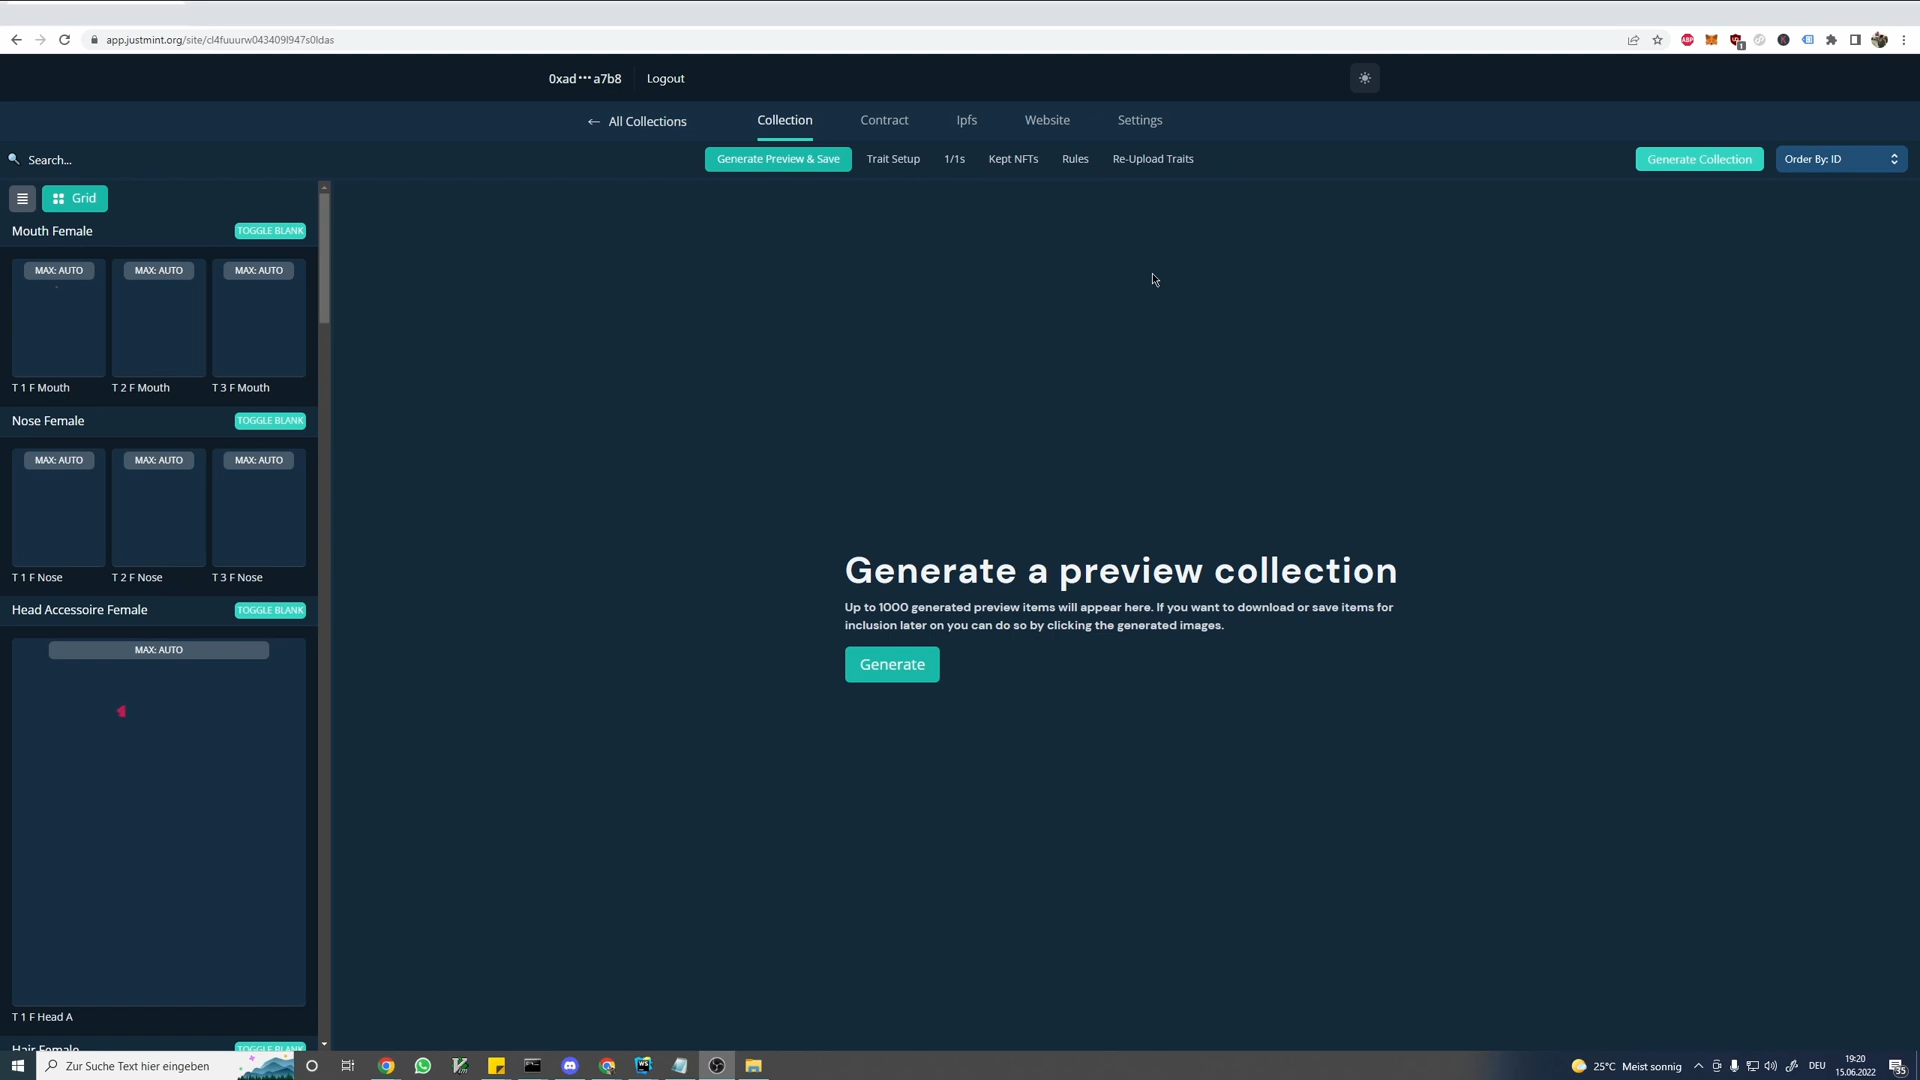 app.justmint.org/site/cl4fuuurw043409l947s0ldas
0xad•••a7b8
Logout
All Collections
Collection
Contract
Ipfs
Website
Settings
Search...
Generate Preview & Save
Trait Setup
1/1s
Kept NFTs
Rules
Re-Upload Traits
Generate Collection
Order By: ID
Grid
Mouth Female
TOGGLE BLANK
MAX: AUTO
MAX: AUTO
MAX: AUTO
T 1 F Mouth
T 2 F Mouth
T 3 F Mouth
Nose Female
TOGGLE BLANK
MAX: AUTO
MAX: AUTO
MAX: AUTO
T 1 F Nose
T 2 F Nose
T 3 F Nose
Head Accessoire Female
TOGGLE BLANK
MAX: AUTO
T 1 F Head A
Hair Female
TOGGLE BLANK
Generate a preview collection
Up to 1000 generated preview items will appear here. If you want to download or save items for
inclusion later on you can do so by clicking the generated images.
Generate
Zur Suche Text hier eingeben
25°C Meist sonnig
DEU
19:20
15.06.2022
35